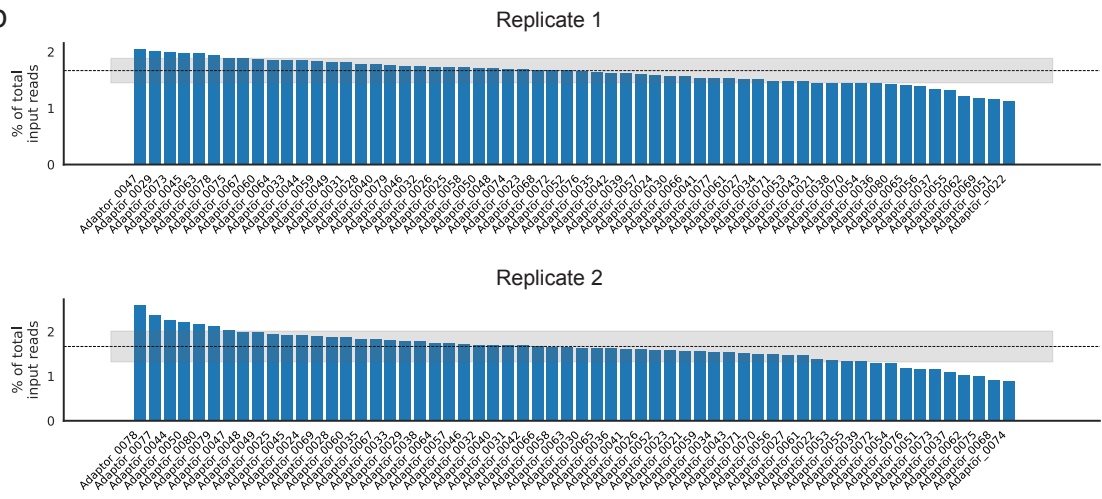 Replicate 1
% of total
input reads
2
1
0
Adaptor_0047
Adaptor_0029
Adaptor_0073
Adaptor_0045
Adaptor_0063
Adaptor_0078
Adaptor_0075
Adaptor_0067
Adaptor_0060
Adaptor_0064
Adaptor_0033
Adaptor_0044
Adaptor_0059
Adaptor_0049
Adaptor_0031
Adaptor_0028
Adaptor_0040
Adaptor_0079
Adaptor_0046
Adaptor_0032
Adaptor_0026
Adaptor_0025
Adaptor_0058
Adaptor_0050
Adaptor_0048
Adaptor_0074
Adaptor_0023
Adaptor_0068
Adaptor_0072
Adaptor_0052
Adaptor_0076
Adaptor_0035
Adaptor_0042
Adaptor_0039
Adaptor_0057
Adaptor_0024
Adaptor_0030
Adaptor_0066
Adaptor_0041
Adaptor_0077
Adaptor_0061
Adaptor_0027
Adaptor_0034
Adaptor_0071
Adaptor_0053
Adaptor_0043
Adaptor_0021
Adaptor_0038
Adaptor_0070
Adaptor_0054
Adaptor_0036
Adaptor_0080
Adaptor_0065
Adaptor_0056
Adaptor_0037
Adaptor_0055
Adaptor_0062
Adaptor_0069
Adaptor_0051
Adaptor_0022
Replicate 2
% of total
input reads
2
1
0
Adaptor_0078
Adaptor_0077
Adaptor_0044
Adaptor_0050
Adaptor_0080
Adaptor_0079
Adaptor_0047
Adaptor_0048
Adaptor_0049
Adaptor_0025
Adaptor_0045
Adaptor_0024
Adaptor_0069
Adaptor_0028
Adaptor_0060
Adaptor_0035
Adaptor_0067
Adaptor_0033
Adaptor_0029
Adaptor_0038
Adaptor_0064
Adaptor_0057
Adaptor_0046
Adaptor_0032
Adaptor_0040
Adaptor_0031
Adaptor_0042
Adaptor_0066
Adaptor_0058
Adaptor_0063
Adaptor_0030
Adaptor_0065
Adaptor_0036
Adaptor_0041
Adaptor_0026
Adaptor_0052
Adaptor_0023
Adaptor_0021
Adaptor_0059
Adaptor_0034
Adaptor_0043
Adaptor_0071
Adaptor_0070
Adaptor_0056
Adaptor_0027
Adaptor_0061
Adaptor_0022
Adaptor_0053
Adaptor_0055
Adaptor_0039
Adaptor_0072
Adaptor_0054
Adaptor_0076
Adaptor_0051
Adaptor_0073
Adaptor_0037
Adaptor_0062
Adaptor_0075
Adaptor_0068
Adaptor_0074